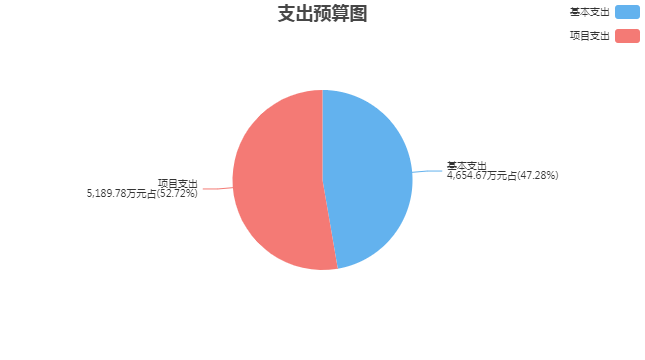 支出预算图
基本支出
项目支出
基本支出
4,654.67万元占(47.28%)
项目支出
5,189.78万元占(52.72%)